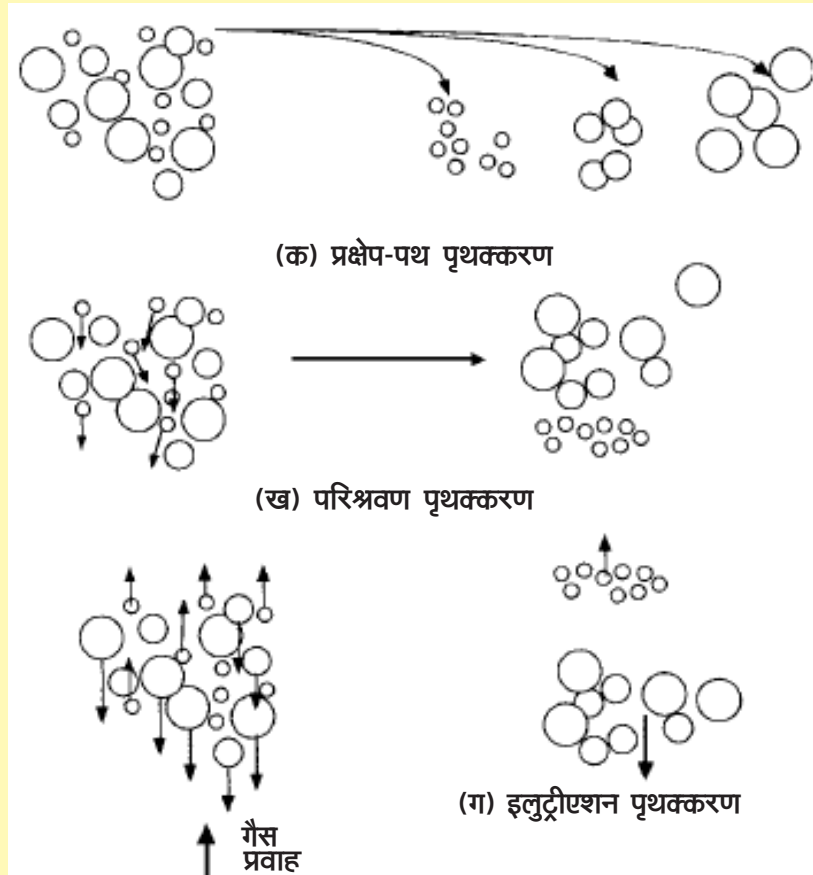 (क) प्रक्षेप-पथ पृथक्करण
(ख) परिश्रवण पृथक्करण
(ग) इलुट्रीएशन पृथक्करण
गैस
प्रवाह